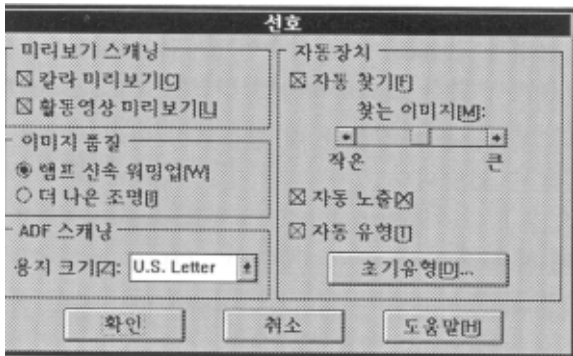 선호
미리보기 스캐닝
칼라 미리보기[C]
활동영상 미리보기[L]
이미지 품질
램프 신속 워밍업[W]
더 나은 조명[I]
ADF 스캐닝
용지 크기[Z]: U.S. Letter
자동장치
자동 찾기[F]
찾는 이미지[M]:
작은 큰
자동 노출[X]
자동 유형[T]
초기유형[D]...
확인 취소 도움말[H]